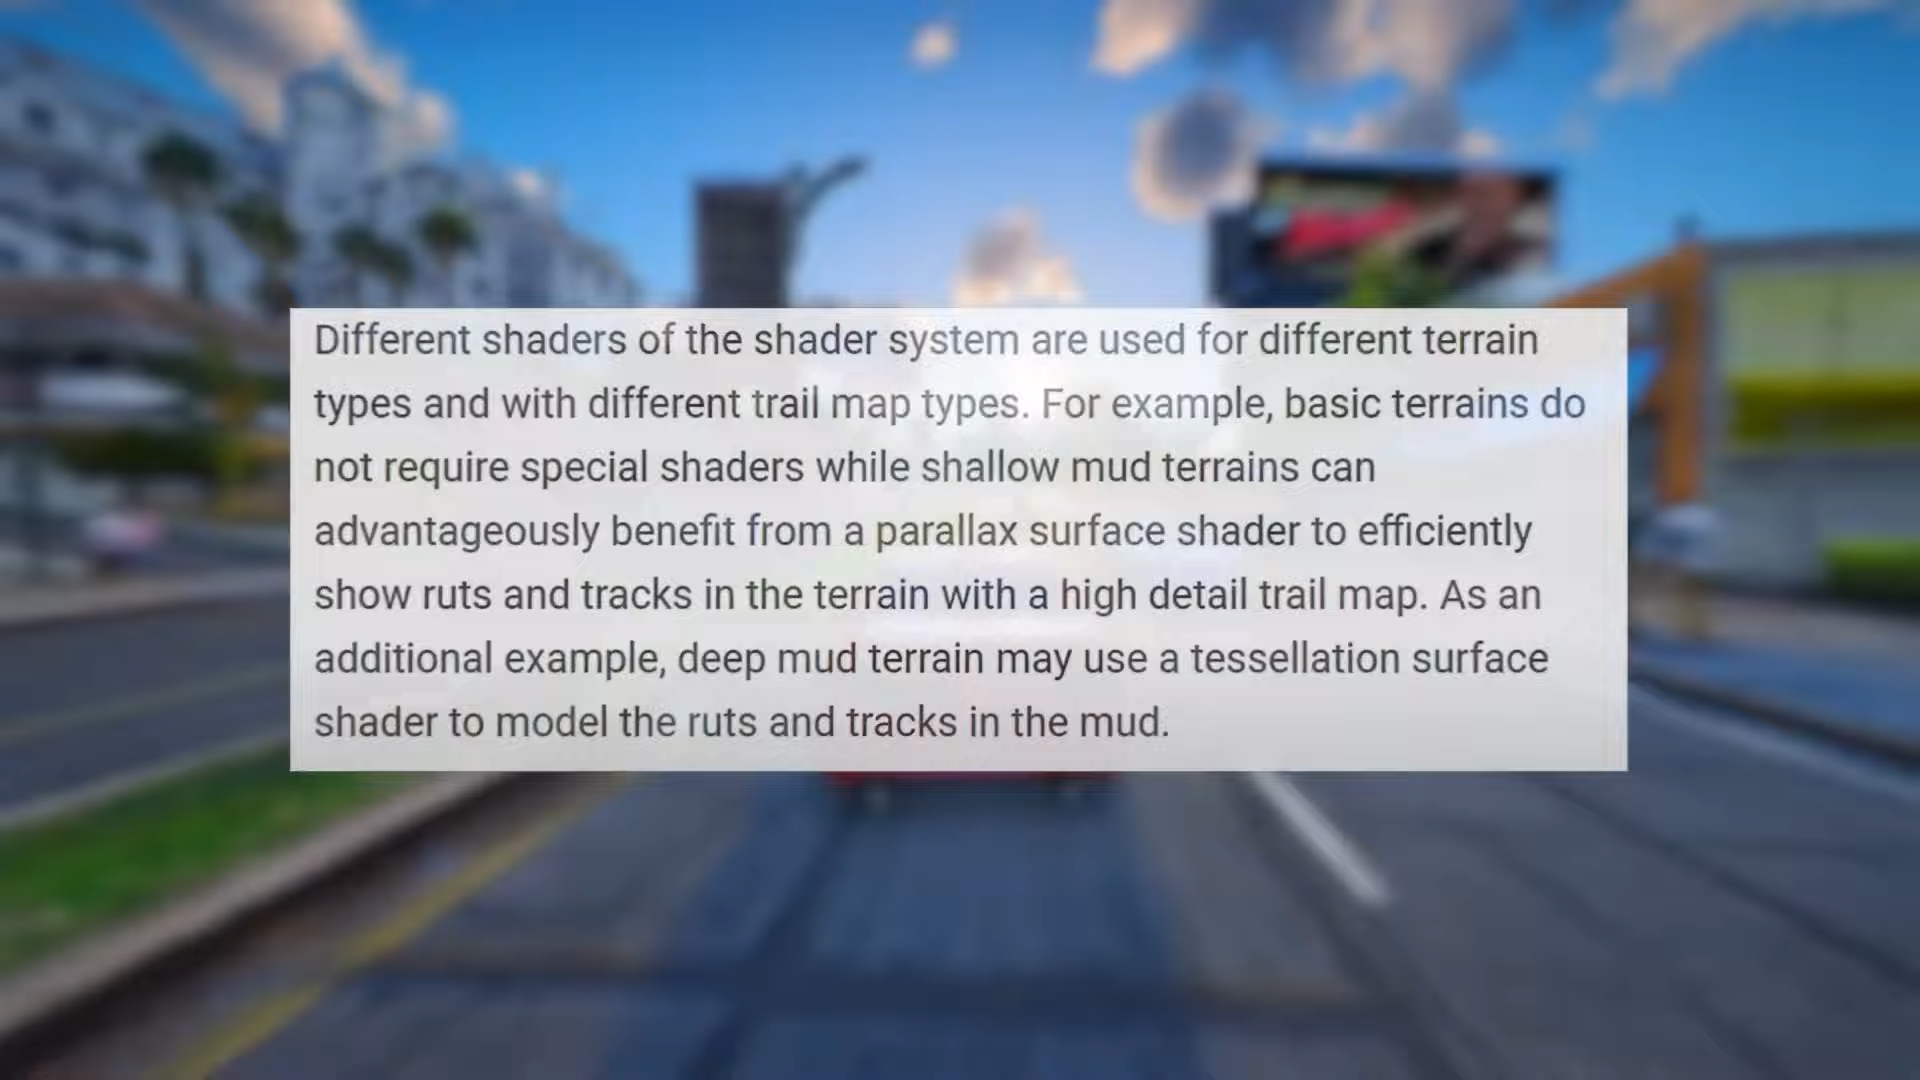 Different shaders of the shader system are used for different terrain
types and with different trail map types. For example, basic terrains do
not require special shaders while shallow mud terrains can
advantageously benefit from a parallax surface shader to efficiently
show ruts and tracks in the terrain with a high detail trail map. As an
additional example, deep mud terrain may use a tessellation surface
shader to model the ruts and tracks in the mud.